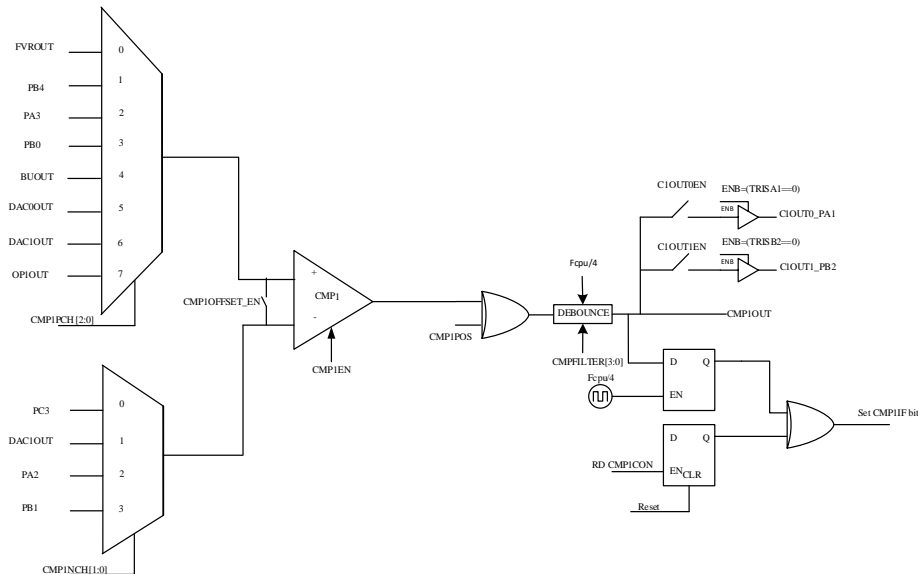 FVROUT
0
PB4
1
PA3
2
PB0
3
BUOUT
4
DAC0OUT
5
DAC1OUT
6
OP1OUT
7
CMP1PCH[2:0]
CMP1OFFSET_EN
+
CMP1
-
CMP1EN
PC3
0
DAC1OUT
1
PA2
2
PB1
3
CMP1NCH[1:0]
CMP1POS
Fcpu/4
DEBOUNCE
CMPFILTER[3:0]
C1OUT0EN
ENB=(TRISA1==0)
ENB
C1OUT0_PA1
C1OUT1EN
ENB=(TRISB2==0)
ENB
C1OUT1_PB2
CMP1OUT
Fcpu/4
D
Q
EN
D
Q
RD CMP1CON
EN
CLR
Reset
Set CMP1IF bit